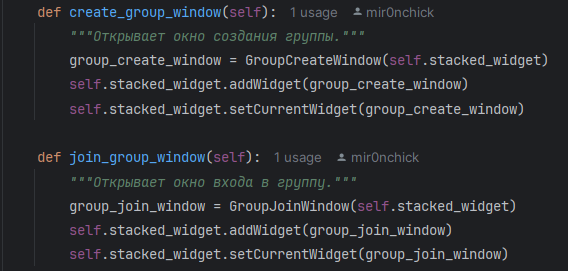 def create_group_window(self): 1 usage mir0nchick
"""Открывает окно создания группы."""
group_create_window = GroupCreateWindow(self.stacked_widget)
self.stacked_widget.addWidget(group_create_window)
self.stacked_widget.setCurrentWidget(group_create_window)
def join_group_window(self): 1 usage mir0nchick
"""Открывает окно входа в группу."""
group_join_window = GroupJoinWindow(self.stacked_widget)
self.stacked_widget.addWidget(group_join_window)
self.stacked_widget.setCurrentWidget(group_join_window)